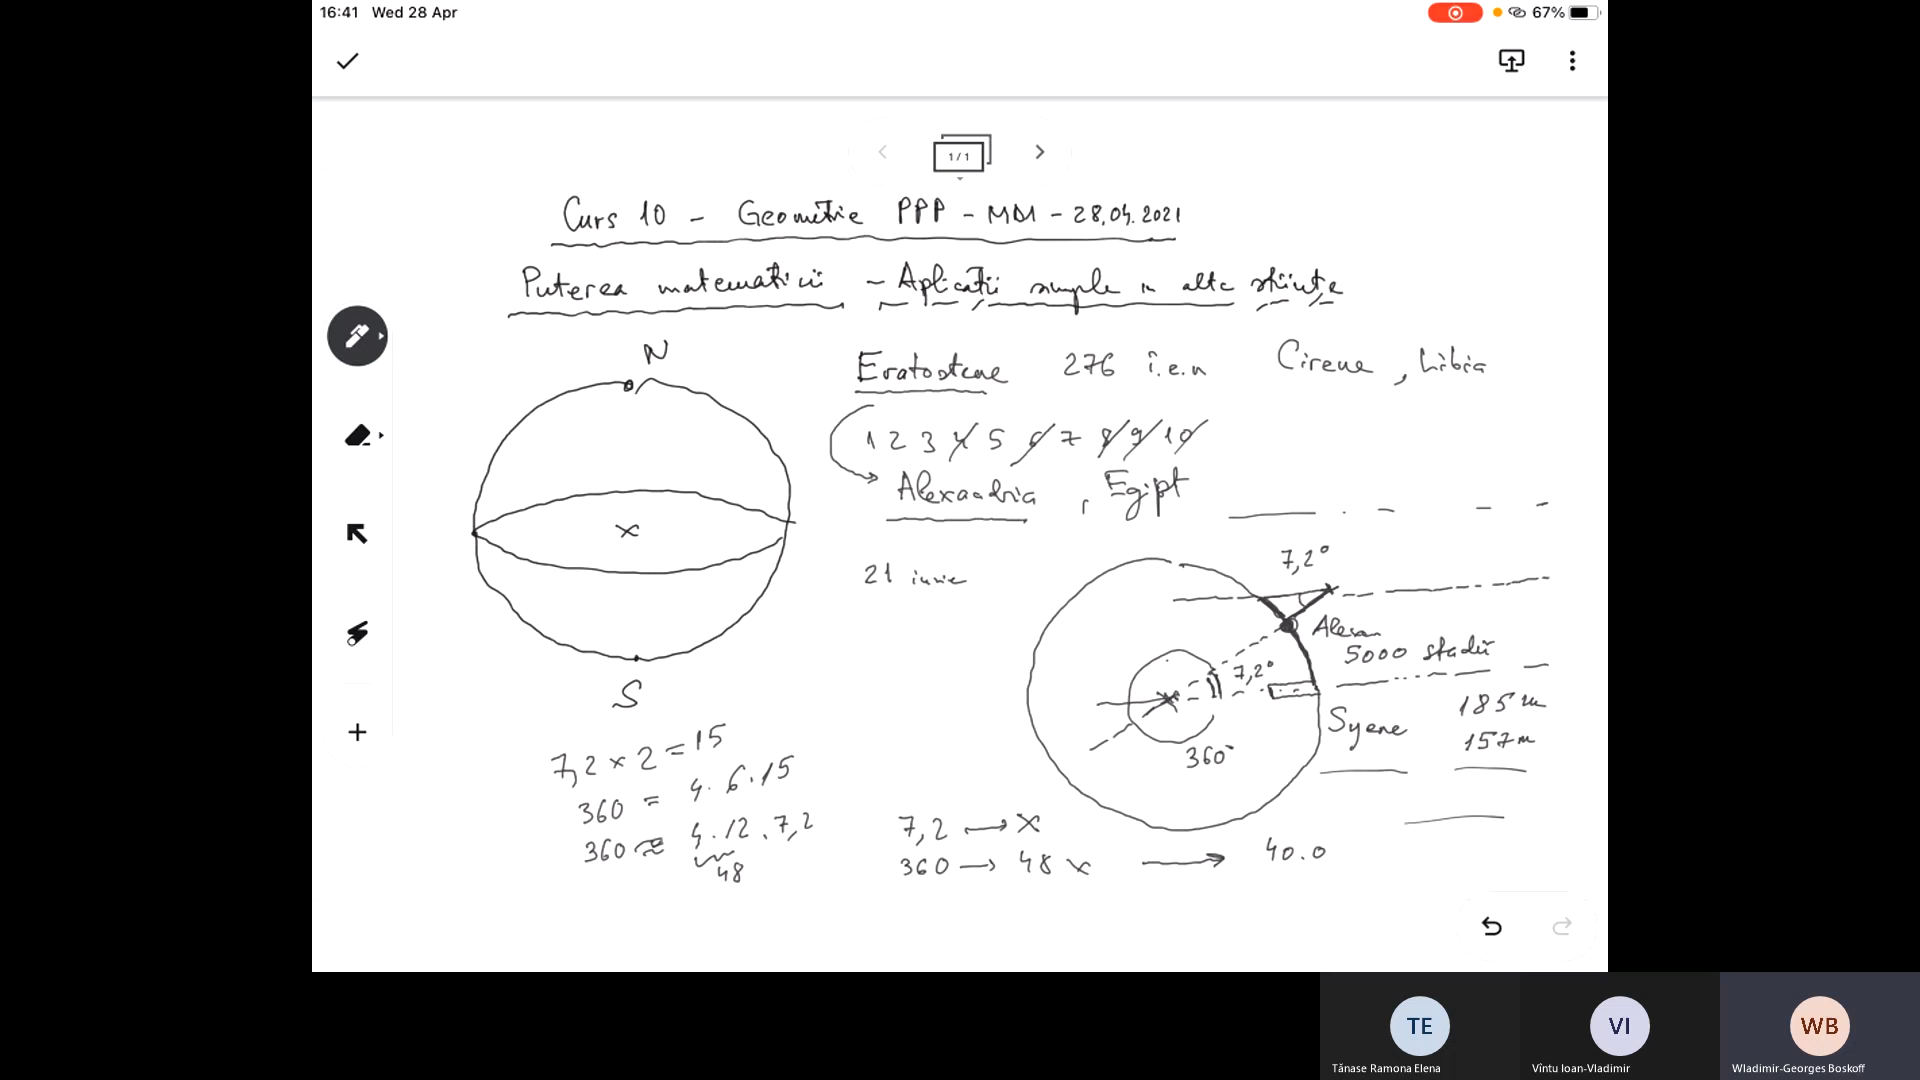 16:41 Wed 28 Apr
67%
1/1
Curs 10 - Geometrie PPP - MDI - 28.04.2021
Puterea matematicii - Aplicații simple în alte științe
N
Eratostene 276 î.e.n Cirene, Libia
1 2 3 4 5 6 7 8 9 10
Alexandria, Egipt
21 iunie
7,2°
Alexan
5000 stadii
7,2°
S
185 m
Syene
157 m
360°
7,2 × 2 = 15
360 = 4 . 6 . 15
360 ≈ 4 . 12 . 7,2
48
7,2 → x
360 → 48 x → 40.0
TE
VI
WB
Tănase Ramona Elena
Vîntu Ioan-Vladimir
Wladimir-Georges Boskoff